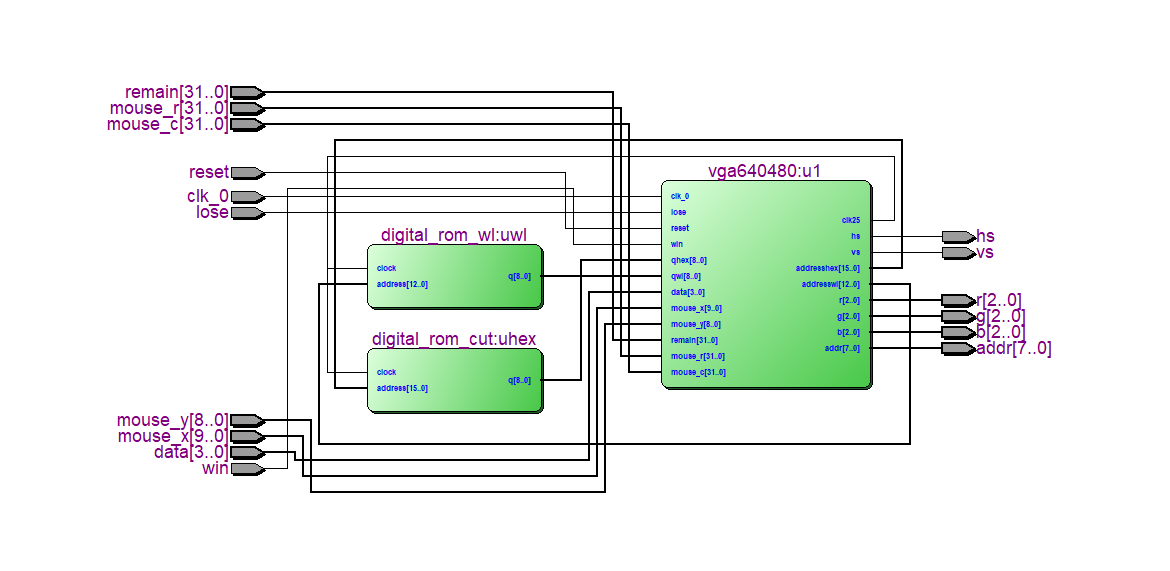 remain[31..0]
mouse_r[31..0]
mouse_c[31..0]
reset
clk_0
lose
mouse_y[8..0]
mouse_x[9..0]
data[3..0]
win
digital_rom_wl:uwl
clock
address[12..0]
q[8..0]
digital_rom_cut:uhex
clock
address[15..0]
q[8..0]
vga640480:u1
clk_0
lose
reset
win
qhex[8..0]
qwl[8..0]
data[3..0]
mouse_x[9..0]
mouse_y[8..0]
remain[31..0]
mouse_r[31..0]
mouse_c[31..0]
clk25
hs
vs
addresshex[15..0]
addresswl[12..0]
r[2..0]
g[2..0]
b[2..0]
addr[7..0]
hs
vs
r[2..0]
g[2..0]
b[2..0]
addr[7..0]